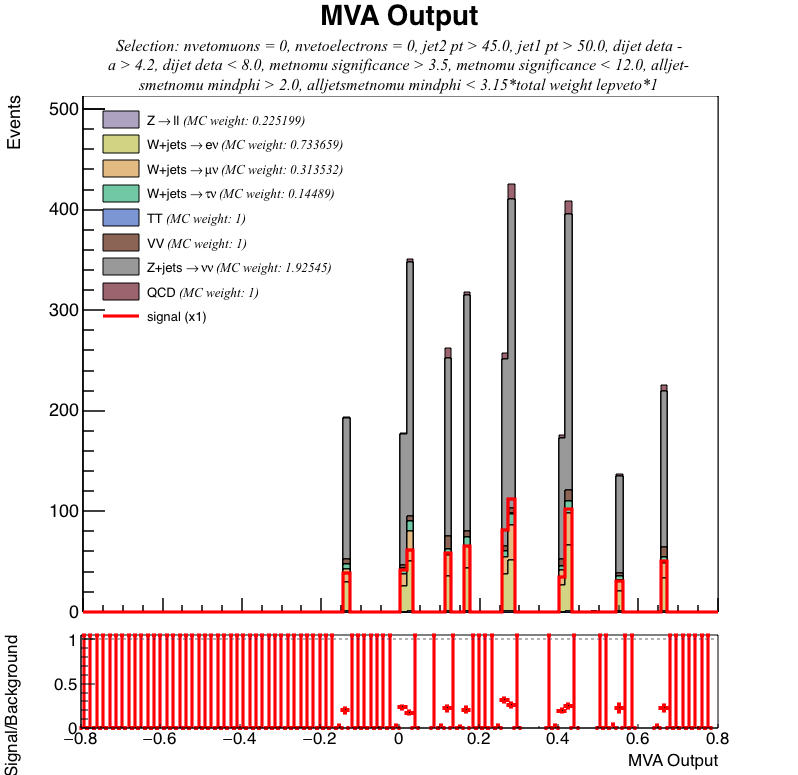 MVA Output
Selection: nvetomuons = 0, nvetoelectrons = 0, jet2 pt > 45.0, jet1 pt > 50.0, dijet deta -
a > 4.2, dijet deta < 8.0, metnomu significance > 3.5, metnomu significance < 12.0, alljet-
smetnomu mindphi > 2.0, alljetsmetnomu mindphi < 3.15*total weight lepveto*1
Events
500
400
300
200
100
0
Z→ll (MC weight: 0.225199)
W+jets→eν (MC weight: 0.733659)
W+jets→μν (MC weight: 0.313532)
W+jets→τν (MC weight: 0.14489)
TT (MC weight: 1)
VV (MC weight: 1)
Z+jets→νν (MC weight: 1.92545)
QCD (MC weight: 1)
signal (x1)
Signal/Background
1
0.5
0
−0.8 −0.6 −0.4 −0.2 0 0.2 0.4 0.6 0.8
MVA Output